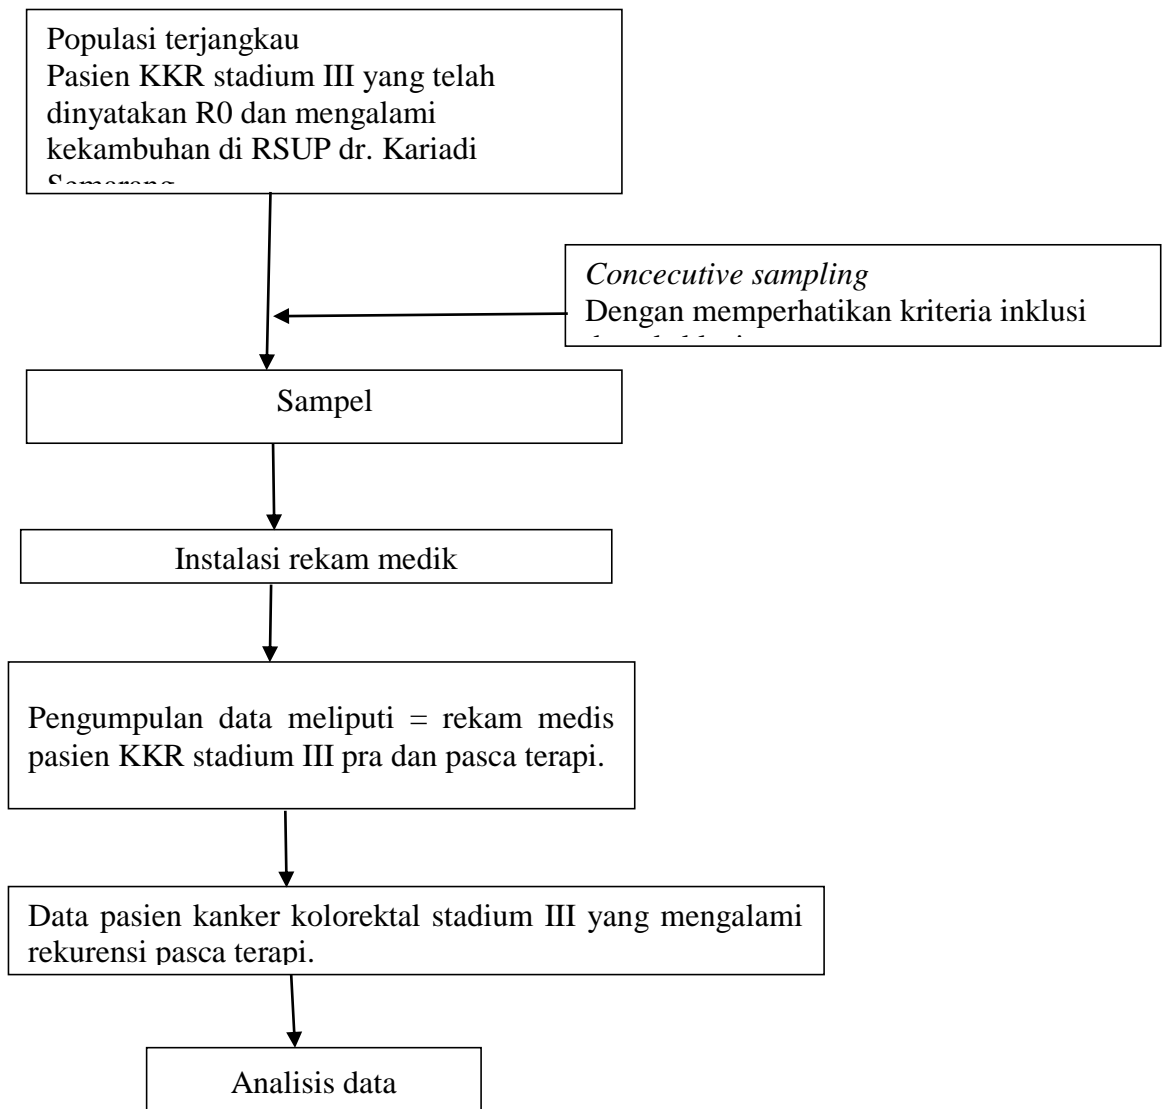 Populasi terjangkau
Pasien KKR stadium III yang telah
dinyatakan R0 dan mengalami
kekambuhan di RSUP dr. Kariadi
Semarang
Concecutive sampling
Dengan memperhatikan kriteria inklusi
Sampel
Instalasi rekam medik
Pengumpulan data meliputi = rekam medis
pasien KKR stadium III pra dan pasca terapi.
Data pasien kanker kolorektal stadium III yang mengalami
rekurensi pasca terapi.
Analisis data